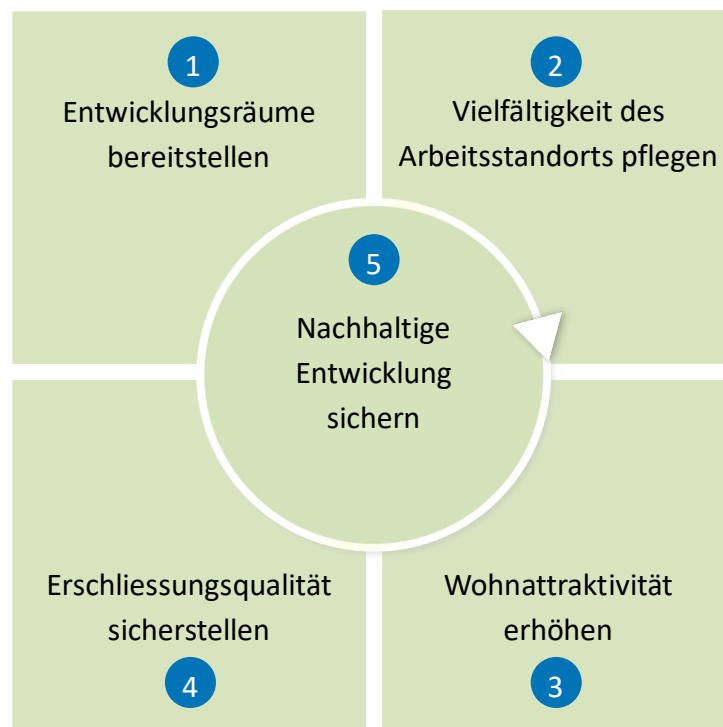 1
Entwicklungsräume
bereitstellen
2
Vielfältigkeit des
Arbeitsstandorts pflegen
5
Nachhaltige
Entwicklung
sichern
Erschliessungsqualität
sicherstellen
4
Wohnattraktivität
erhöhen
3